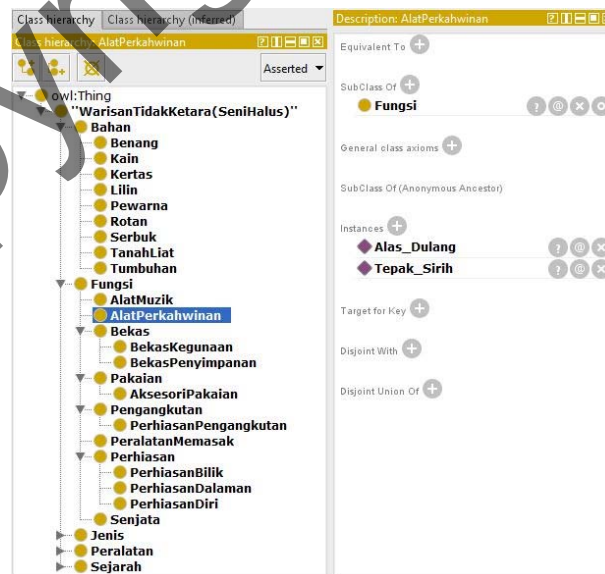 Class hierarchy
Class hierarchy (inferred)
Class hierarchy: AlatPerkahwinan
Asserted
owl:Thing
"WarisanTidakKetara(SeniHalus)"
Bahan
Benang
Kain
Kertas
Lilin
Pewarna
Rotan
Serbuk
TanahLiat
Tumbuhan
Fungsi
AlatMuzik
AlatPerkahwinan
Bekas
BekasKegunaan
BekasPenyimpanan
Pakaian
AksesoriPakaian
Pengangkutan
PerhiasanPengangkutan
PeralatanMemasak
Perhiasan
PerhiasanBilik
PerhiasanDalaman
PerhiasanDiri
Senjata
Jenis
Peralatan
Sejarah
Description: AlatPerkahwinan
Equivalent To
SubClass Of
Fungsi
General class axioms
SubClass Of (Anonymous Ancestor)
Instances
Alas_Dulang
Tepak_Sirih
Target for Key
Disjoint With
Disjoint Union Of